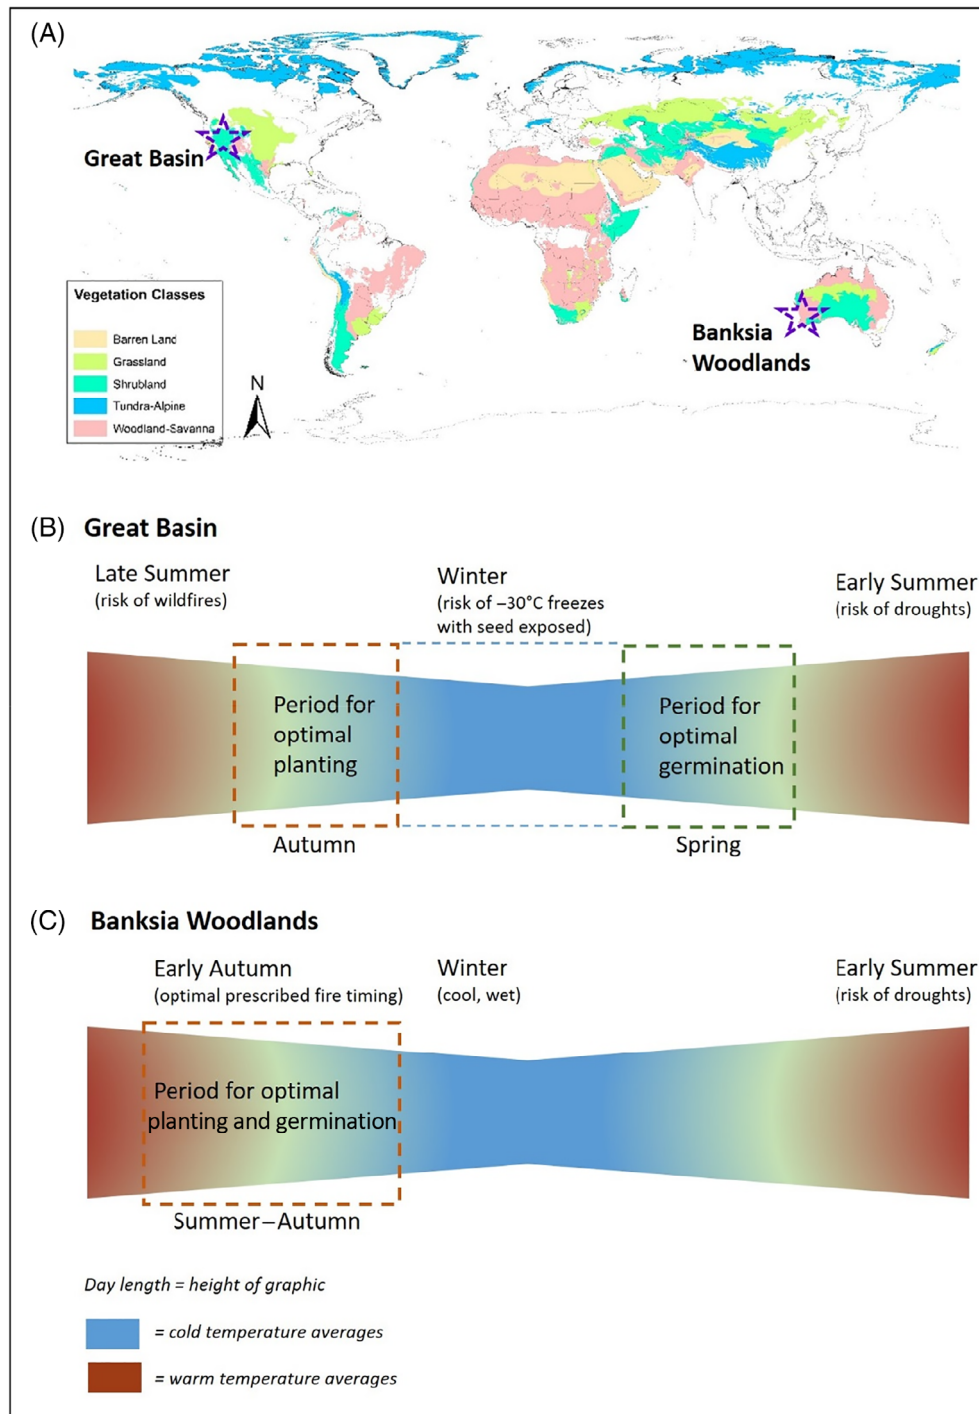 (A)
Great Basin
Banksia
Woodlands
Vegetation Classes
Barren Land
Grassland
Shrubland
Tundra-Alpine
Woodland-Savanna
N
(B) Great Basin
Late Summer
(risk of wildfires)
Winter
(risk of –30°C freezes
with seed exposed)
Early Summer
(risk of droughts)
Period for
optimal
planting
Period for
optimal
germination
Autumn
Spring
(C) Banksia Woodlands
Early Autumn
(optimal prescribed fire timing)
Winter
(cool, wet)
Early Summer
(risk of droughts)
Period for optimal
planting and germination
Summer–Autumn
Day length = height of graphic
= cold temperature averages
= warm temperature averages